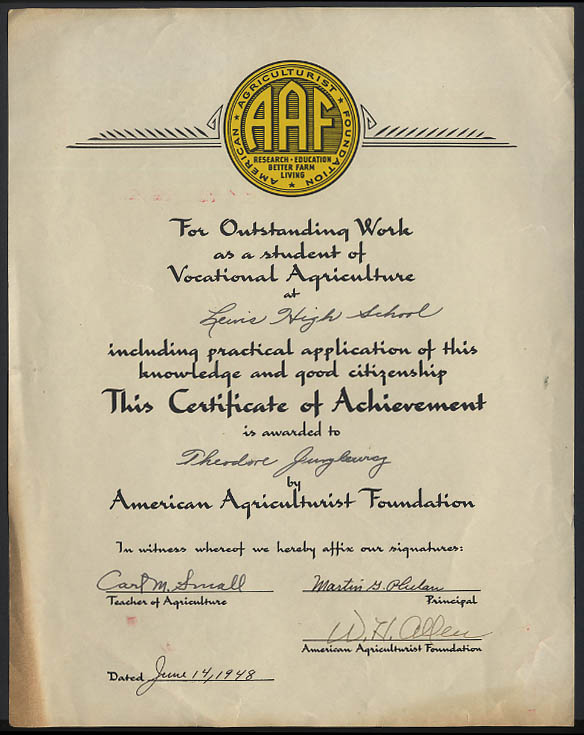 AMERICAN AGRICULTURIST FOUNDATION
AAF
RESEARCH · EDUCATION
BETTER FARM
LIVING
For Outstanding Work
as a student of
Vocational Agriculture
at
Lewis High School
including practical application of this
knowledge and good citizenship
This Certificate of Achievement
is awarded to
Theodore
by
American Agriculturist Foundation
In witness whereof we hereby affix our signatures:
Carl M. Small
Teacher of Agriculture
Martin G. Phelan
Principal
W. H. Allen
American Agriculturist Foundation
Dated June 14, 1948